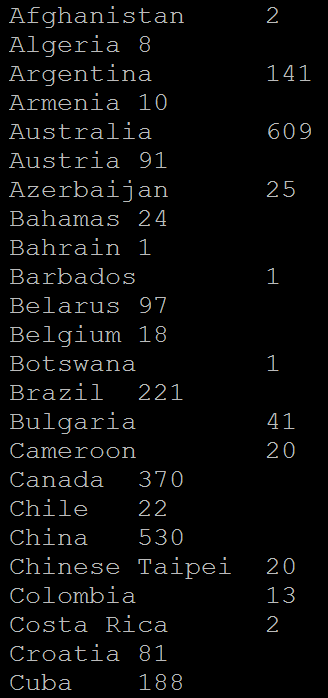 Afghanistan 2
Algeria 8
Argentina 141
Armenia 10
Australia 609
Austria 91
Azerbaijan 25
Bahamas 24
Bahrain 1
Barbados 1
Belarus 97
Belgium 18
Botswana 1
Brazil 221
Bulgaria 41
Cameroon 20
Canada 370
Chile 22
China 530
Chinese Taipei 20
Colombia 13
Costa Rica 2
Croatia 81
Cuba 188